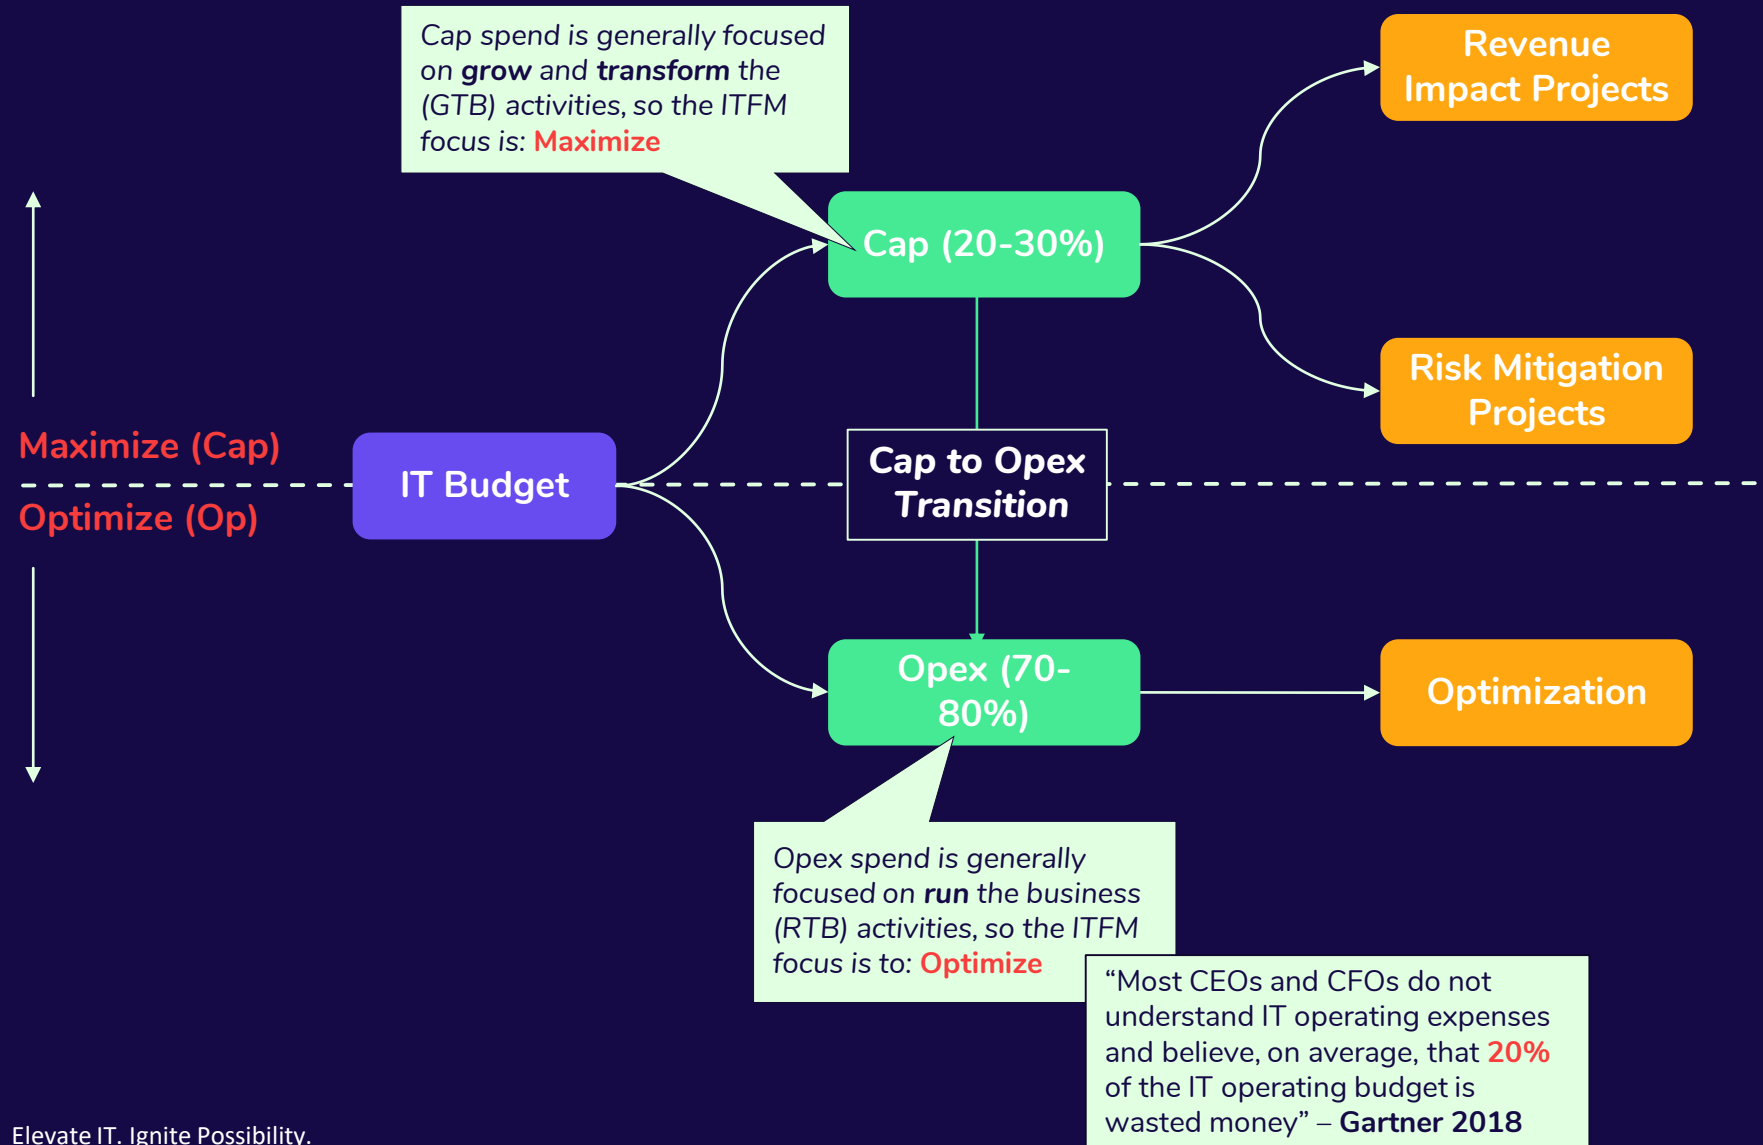 Cap spend is generally focused
on grow and transform the
(GTB) activities, so the ITFM
focus is: Maximize
Revenue
Impact Projects
Cap (20-30%)
Risk Mitigation
Projects
Maximize (Cap)
Optimize (Op)
IT Budget
Cap to Opex
Transition
Opex (70-
80%)
Optimization
Opex spend is generally
focused on run the business
(RTB) activities, so the ITFM
focus is to: Optimize
“Most CEOs and CFOs do not
understand IT operating expenses
and believe, on average, that 20%
of the IT operating budget is
wasted money” – Gartner 2018
Elevate IT. Ignite Possibility.